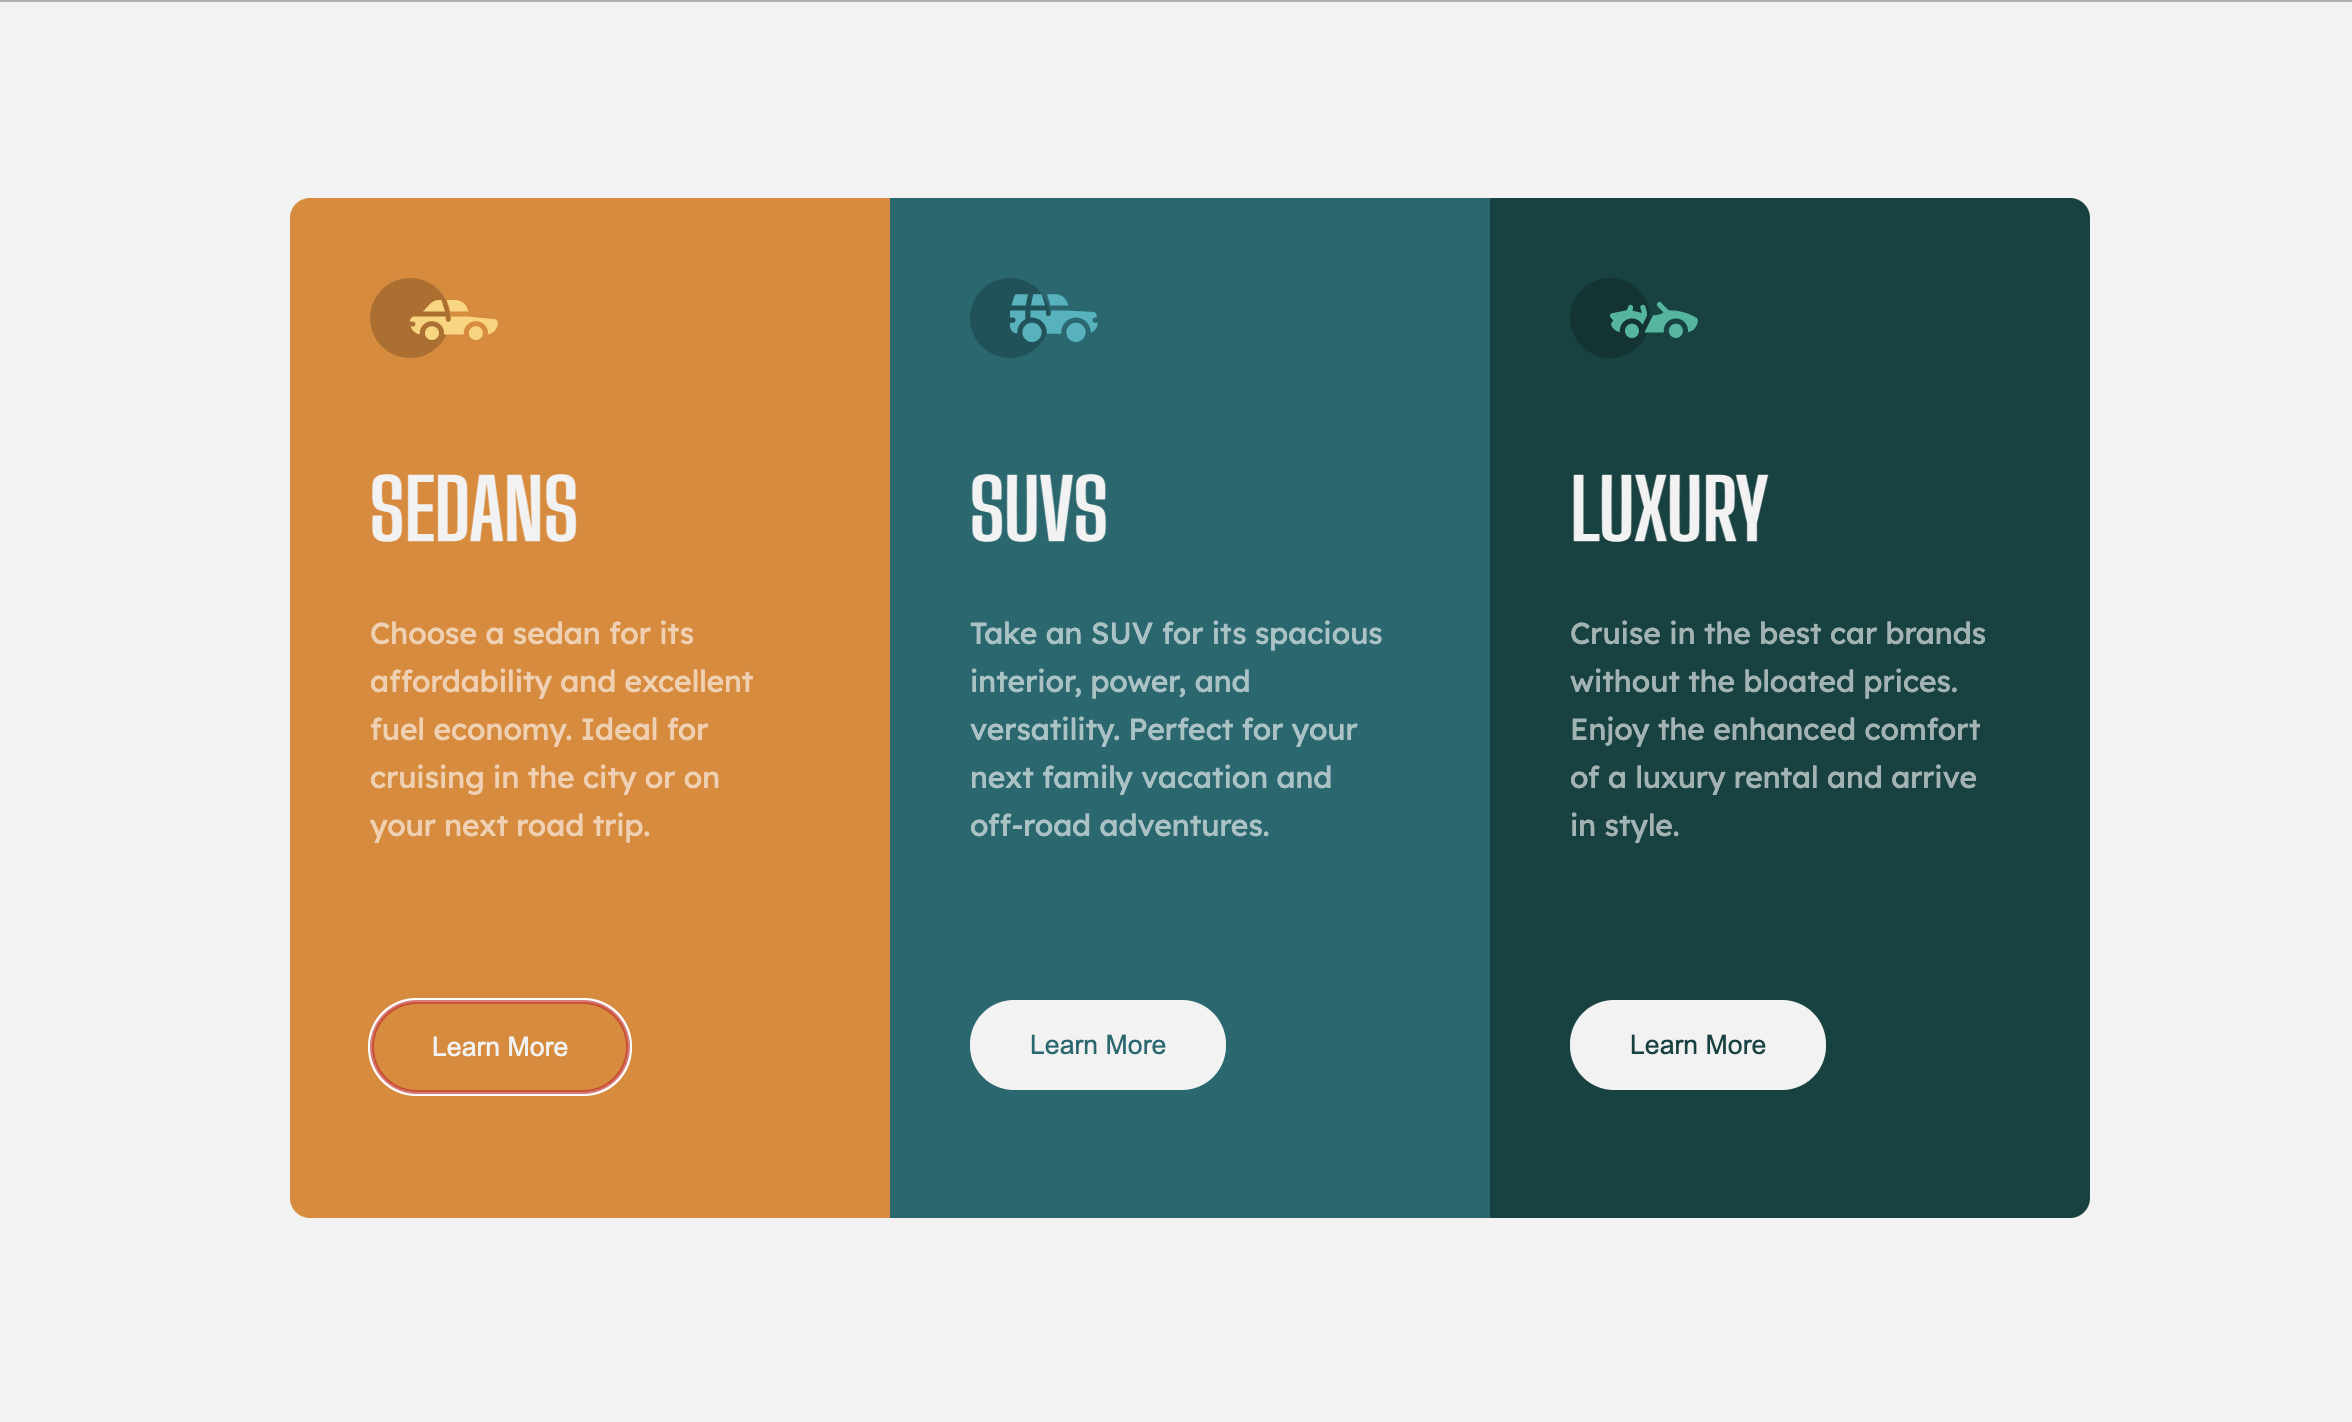 SEDANS
Choose a sedan for its
affordability and excellent
fuel economy. Ideal for
cruising in the city or on
your next road trip.
Learn More
SUVS
Take an SUV for its spacious
interior, power, and
versatility. Perfect for your
next family vacation and
off-road adventures.
Learn More
LUXURY
Cruise in the best car brands
without the bloated prices.
Enjoy the enhanced comfort
of a luxury rental and arrive
in style.
Learn More